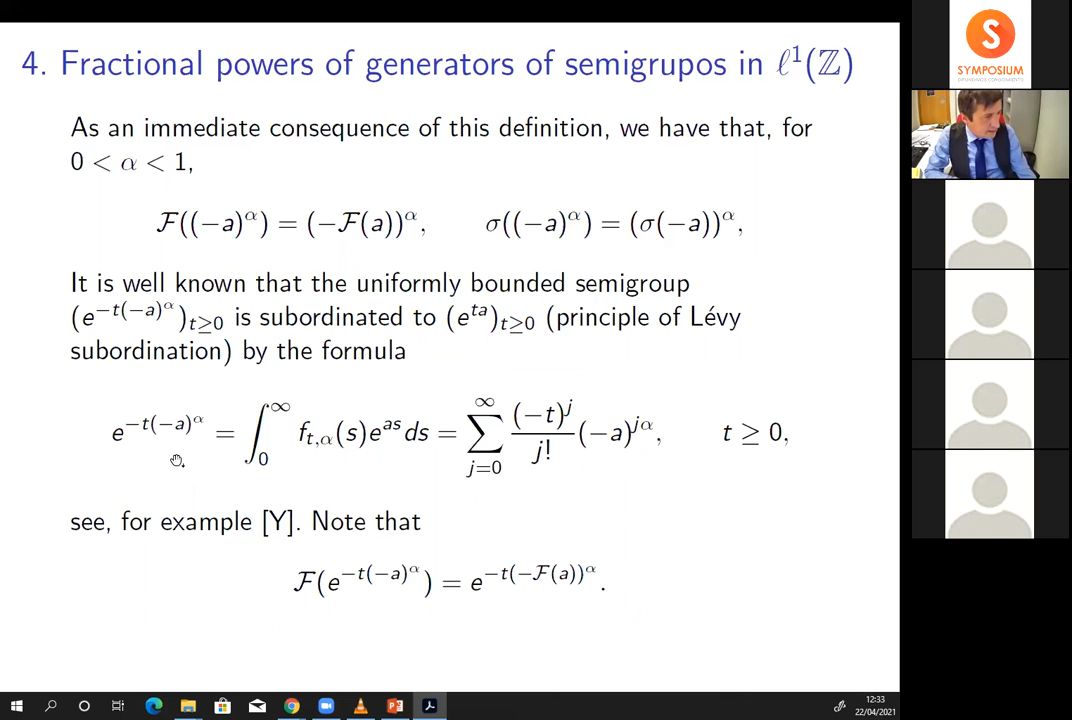 4. Fractional powers of generators of semigrupos in ℓ¹(ℤ)
As an immediate consequence of this definition, we have that, for
0 < α < 1,
ℱ((−a)^α) = (−ℱ(a))^α, σ((−a)^α) = (σ(−a))^α,
It is well known that the uniformly bounded semigroup
(e^{−t(−a)^α})_{t≥0} is subordinated to (e^{ta})_{t≥0} (principle of Lévy
subordination) by the formula
e^{−t(−a)^α} = ∫_0^∞ f_{t,α}(s)e^{as} ds = ∑_{j=0}^∞ \frac{(−t)^j}{j!}(−a)^{jα}, t ≥ 0,
see, for example [Y]. Note that
ℱ(e^{−t(−a)^α}) = e^{−t(−ℱ(a))^α}.
S
SYMPOSIUM
12:33
22/04/2021